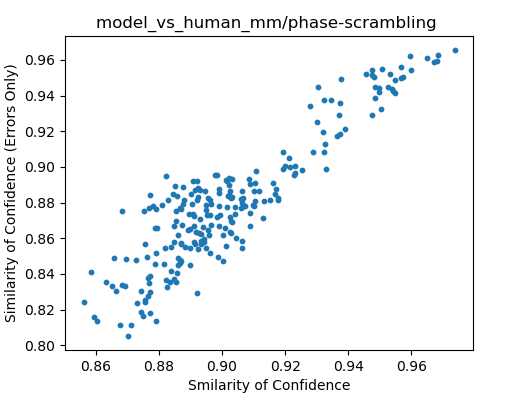 model_vs_human_mm/phase-scrambling
Similarity of Confidence (Errors Only)
0.96
0.94
0.92
0.90
0.88
0.86
0.84
0.82
0.80
0.86 0.88 0.90 0.92 0.94 0.96
Smilarity of Confidence